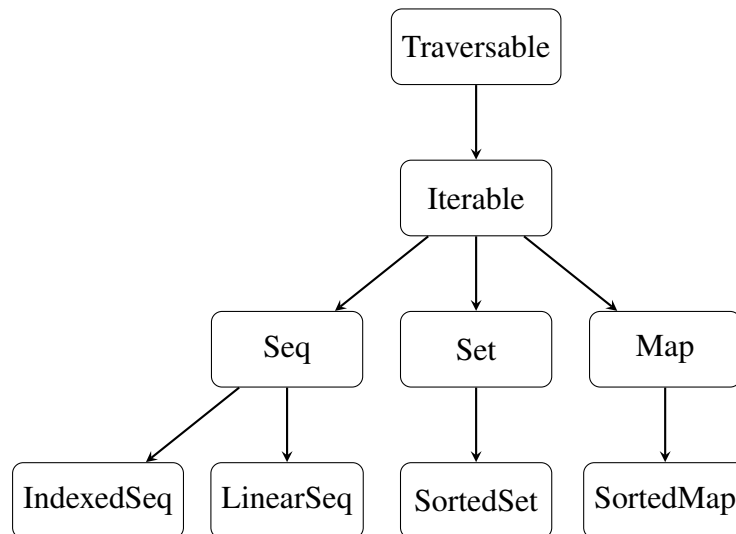 Traversable
Iterable
Seq
Set
Map
IndexedSeq
LinearSeq
SortedSet
SortedMap